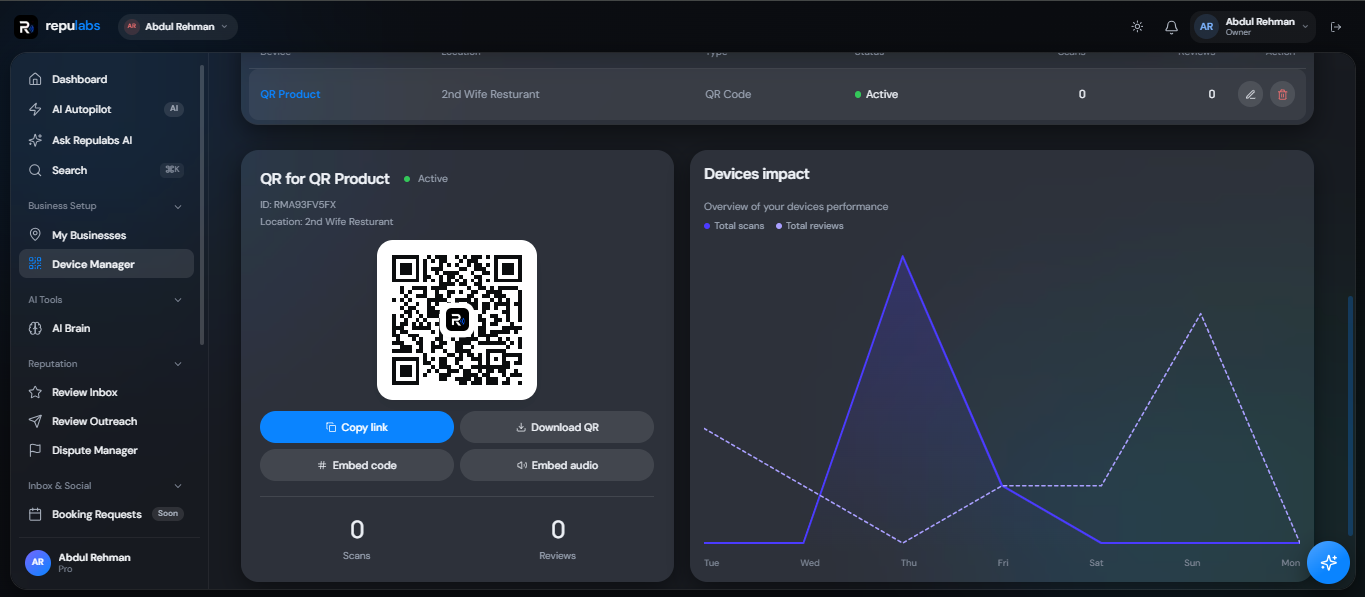 repulabs
AR Abdul Rehman
AR Abdul Rehman
Owner
Dashboard
AI Autopilot AI
Ask Repulabs AI
Search ⌘K
Business Setup
My Businesses
Device Manager
AI Tools
AI Brain
Reputation
Review Inbox
Review Outreach
Dispute Manager
Inbox & Social
Booking Requests Soon
AR Abdul Rehman
Pro
Device Location Type Status Scans Reviews Action
QR Product 2nd Wife Resturant QR Code Active 0 0
QR for QR Product Active
ID: RMA93FV5FX
Location: 2nd Wife Resturant
R
Copy link Download QR
# Embed code Embed audio
0 0
Scans Reviews
Devices impact
Overview of your devices performance
Total scans Total reviews
Tue Wed Thu Fri Sat Sun Mon